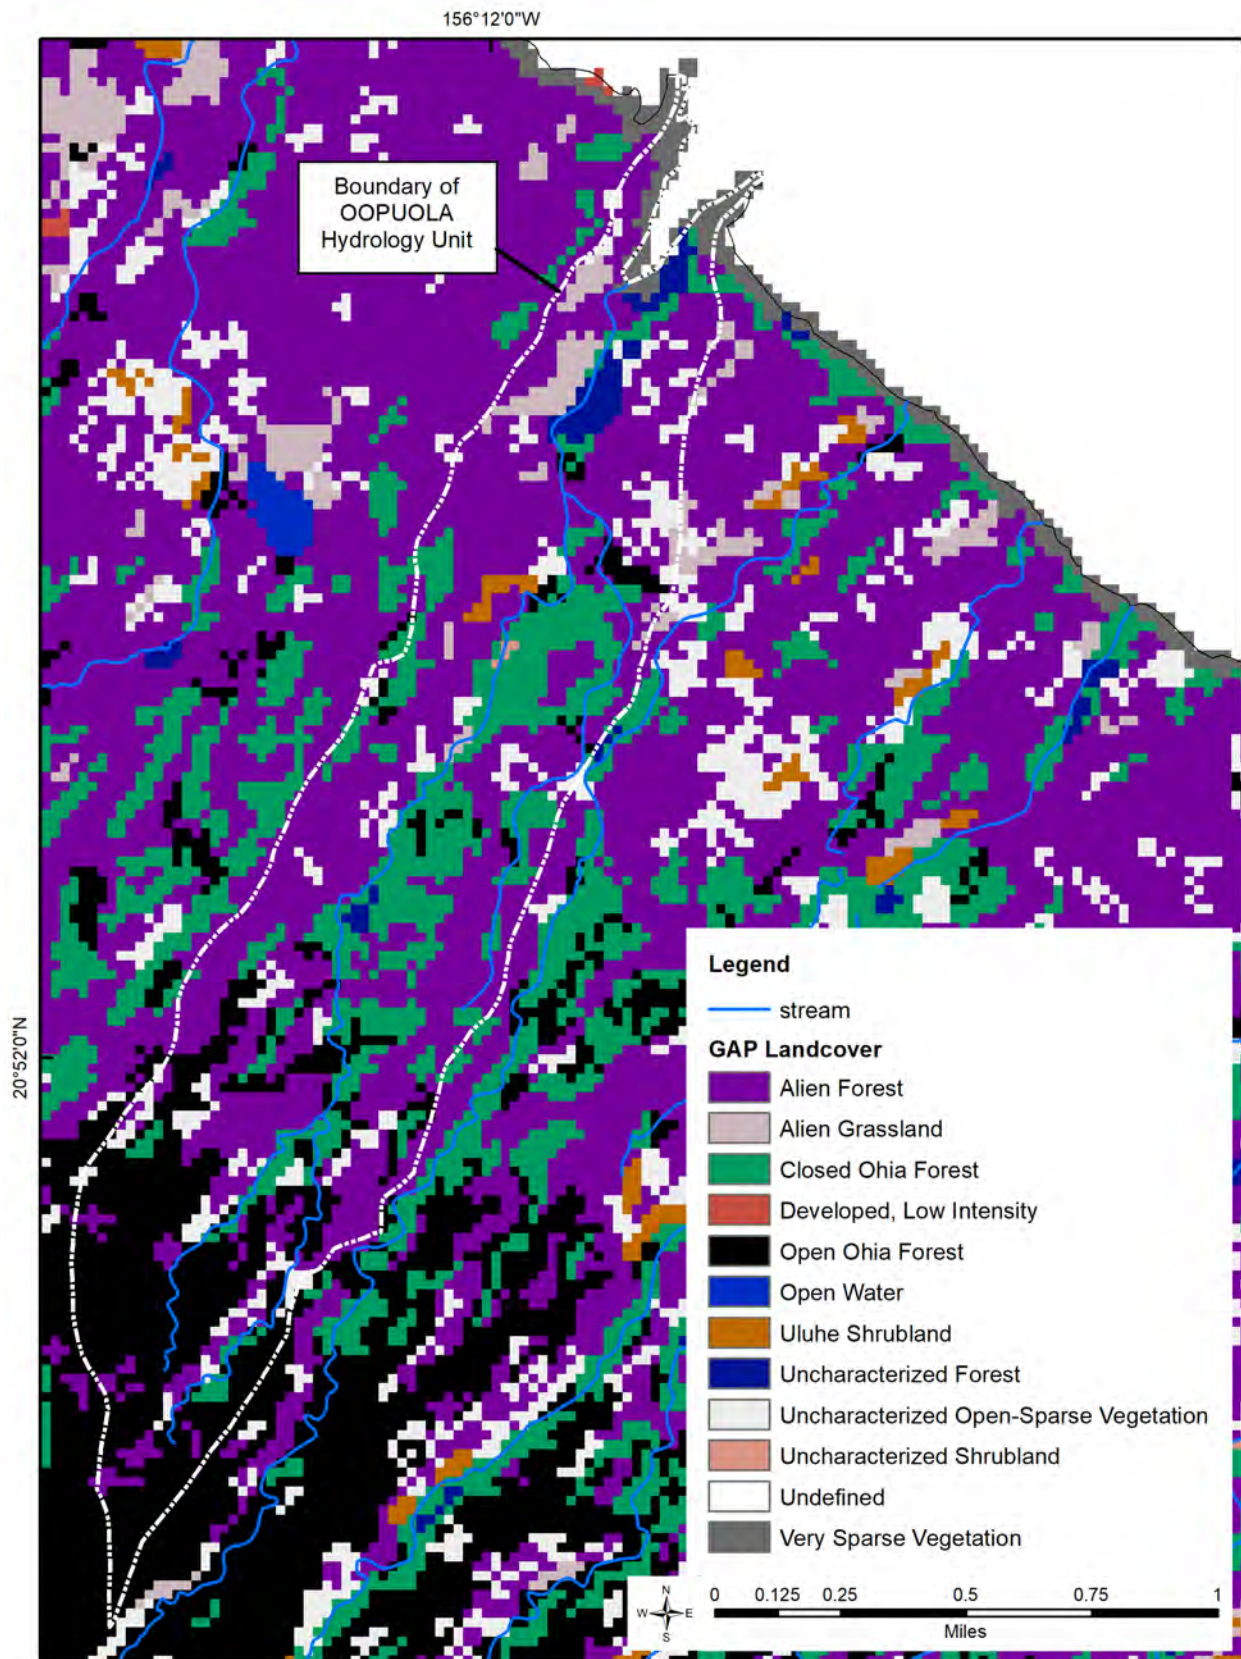 156°12'0"W
Boundary of
OOPUOLA
Hydrology Unit
20°52'0"N
Legend
stream
GAP Landcover
Alien Forest
Alien Grassland
Closed Ohia Forest
Developed, Low Intensity
Open Ohia Forest
Open Water
Uluhe Shrubland
Uncharacterized Forest
Uncharacterized Open-Sparse Vegetation
Uncharacterized Shrubland
Undefined
Very Sparse Vegetation
N
W E
S
0 0.125 0.25 0.5 0.75 1
Miles